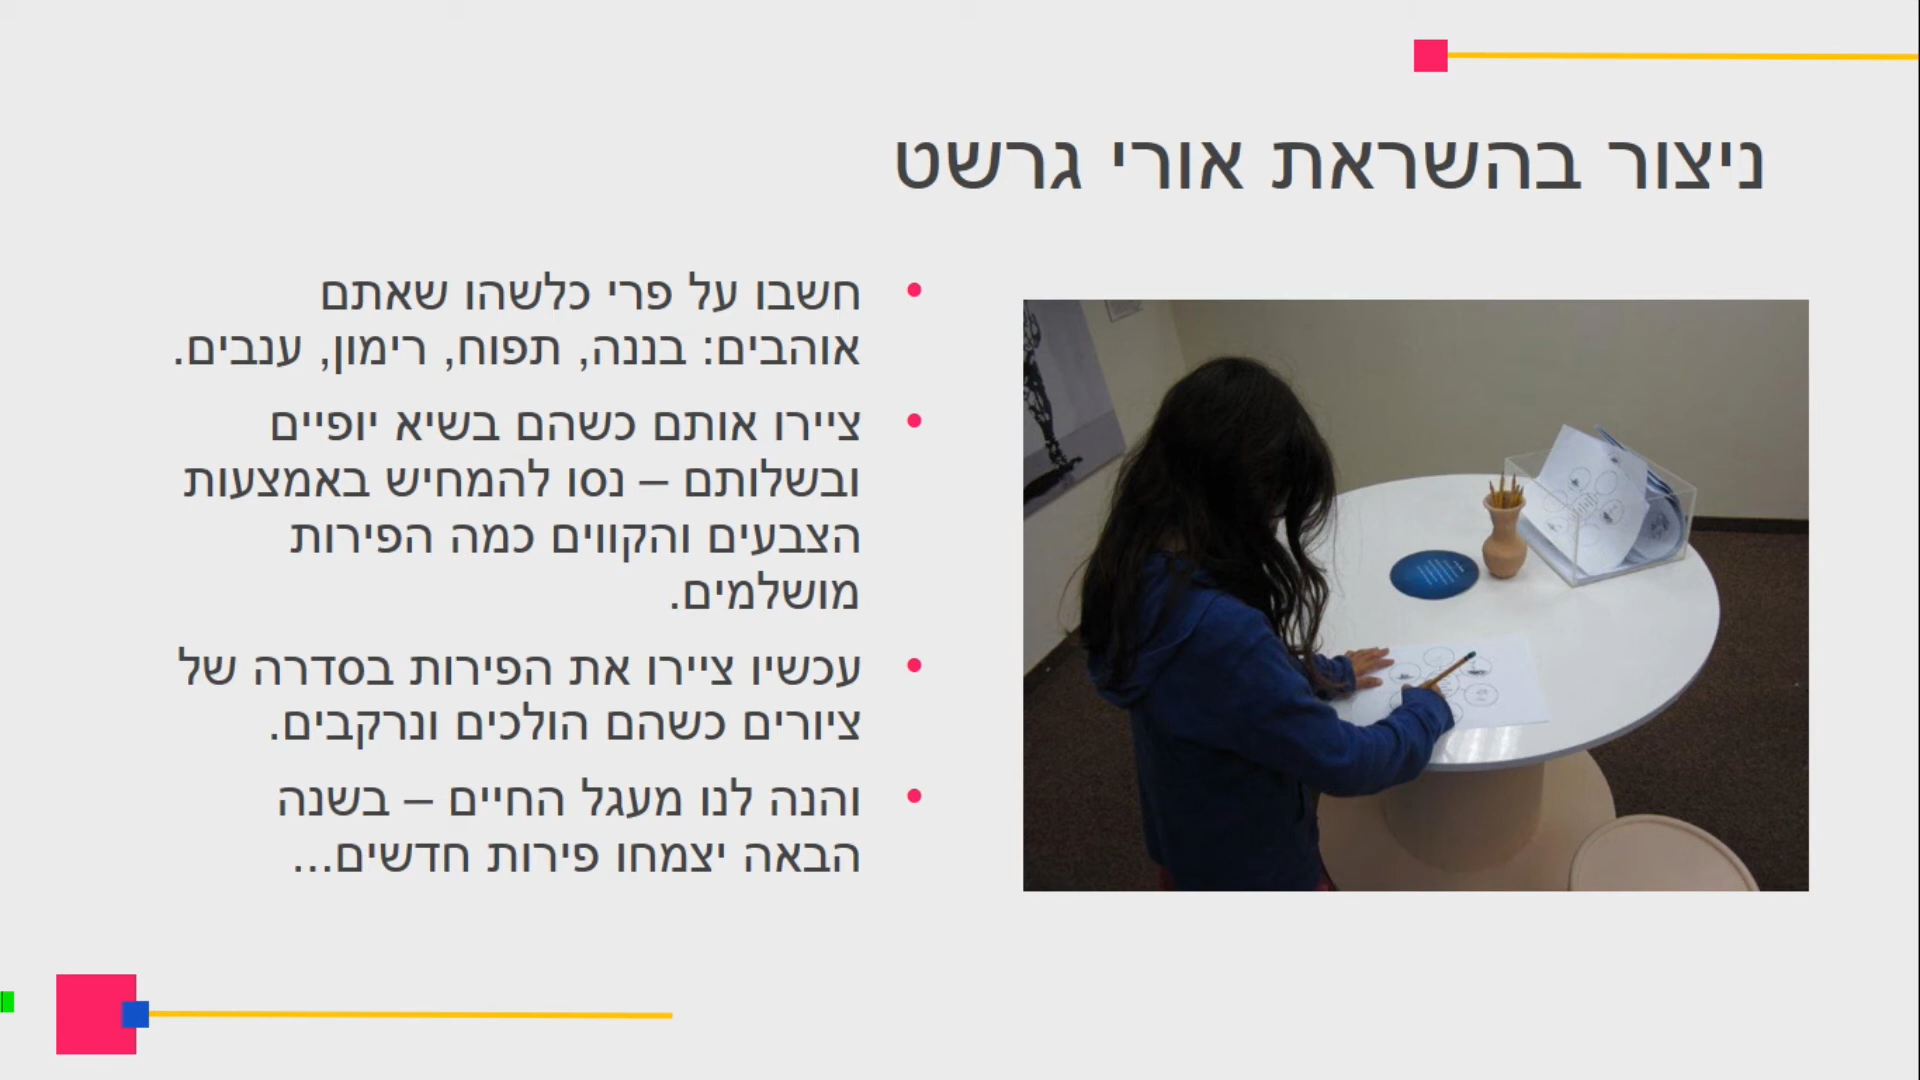 ניצור בהשראת אורי גרשט
חשבו על פרי כלשהו שאתם
אוהבים: בננה, תפוח, רימון, ענבים.
ציירו אותם כשהם בשיא יופיים
ובשלותם – נסו להמחיש באמצעות
הצבעים והקווים כמה הפירות
מושלמים.
עכשיו ציירו את הפירות בסדרה של
ציורים כשהם הולכים ונרקבים.
והנה לנו מעגל החיים – בשנה
הבאה יצמחו פירות חדשים...